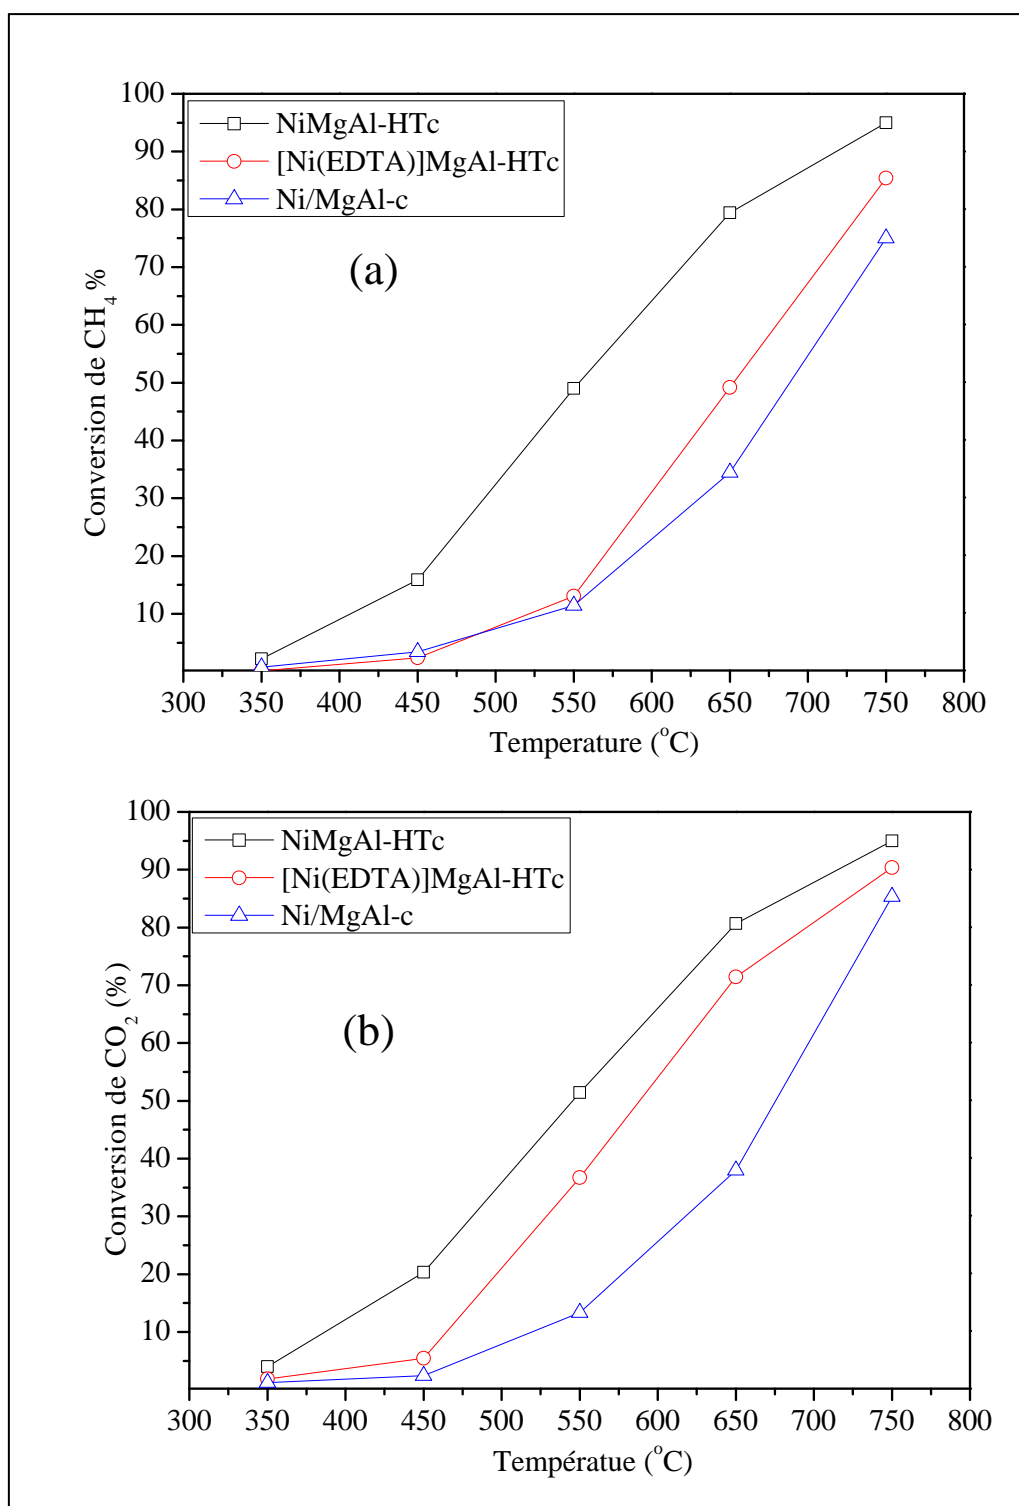 100
90
80
70
60
50
40
30
20
10
Conversion de CH4 %
NiMgAl-HTc
[Ni(EDTA)]MgAl-HTc
Ni/MgAl-c
(a)
300 350 400 450 500 550 600 650 700 750 800
Temperature (°C)
100
90
80
70
60
50
40
30
20
10
Conversion de CO2 (%)
NiMgAl-HTc
[Ni(EDTA)]MgAl-HTc
Ni/MgAl-c
(b)
300 350 400 450 500 550 600 650 700 750 800
Températue (°C)